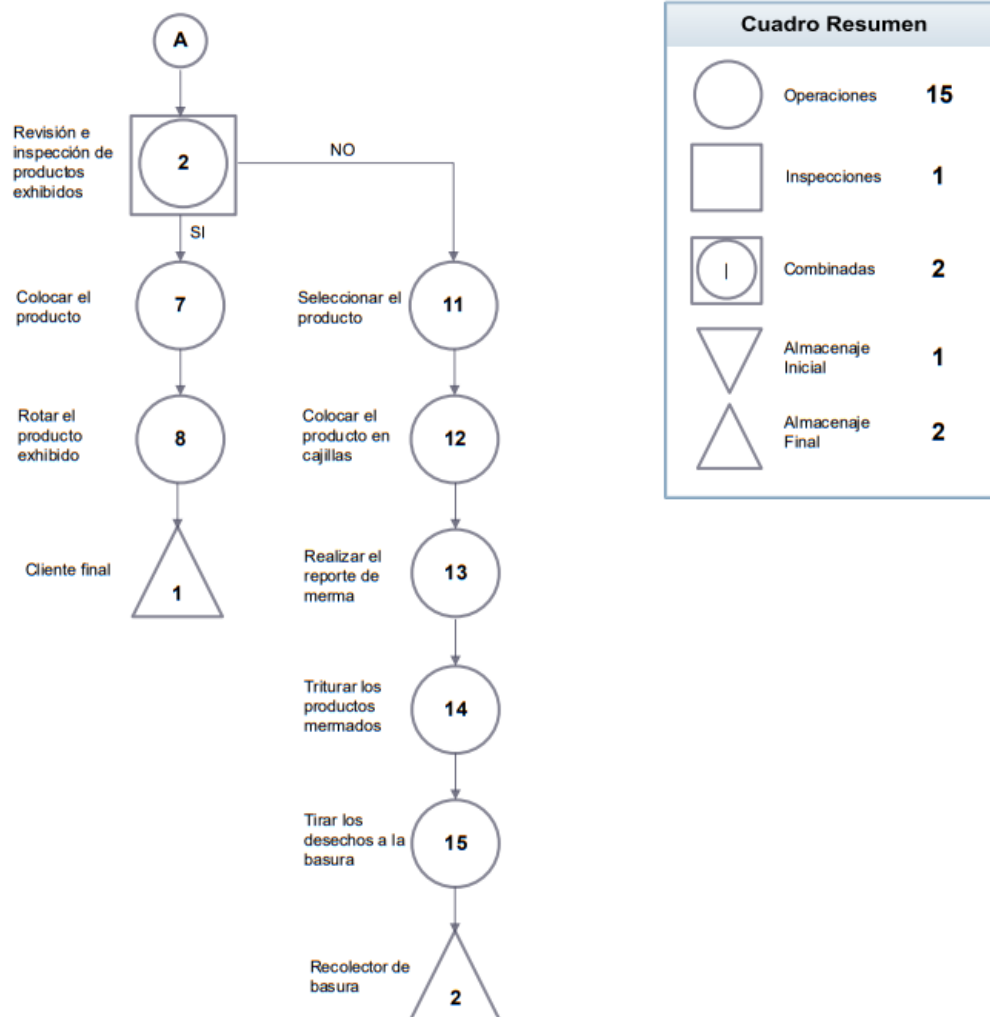 A
Revisión e
inspección de
productos
exhibidos
2
NO
SI
Colocar el
producto
7
Seleccionar el
producto
11
Rotar el
producto
exhibido
8
Colocar el
producto en
cajillas
12
Cliente final
1
Realizar el
reporte de
merma
13
Triturar los
productos
mermados
14
Tirar los
desechos a la
basura
15
Recolector de
basura
2
Cuadro Resumen
Operaciones 15
Inspecciones 1
| Combinadas 2
Almacenaje
Inicial
1
Almacenaje
Final
2